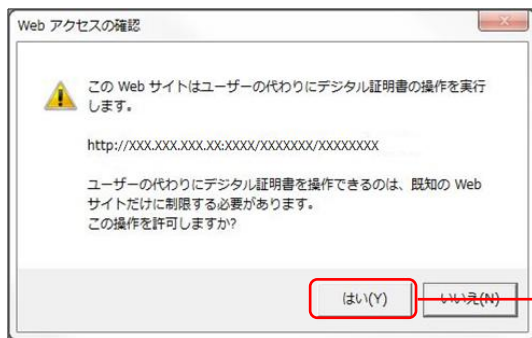 Web アクセスの確認
この Web サイトはユーザーの代わりにデジタル証明書の操作を実行
します。
http://XXX.XXX.XXX.XX:XXXX/XXXXXXX/XXXXXXXX
ユーザーの代わりにデジタル証明書を操作できるのは、既知の Web
サイトだけに制限する必要があります。
この操作を許可しますか?
はい(Y) いいえ(N)